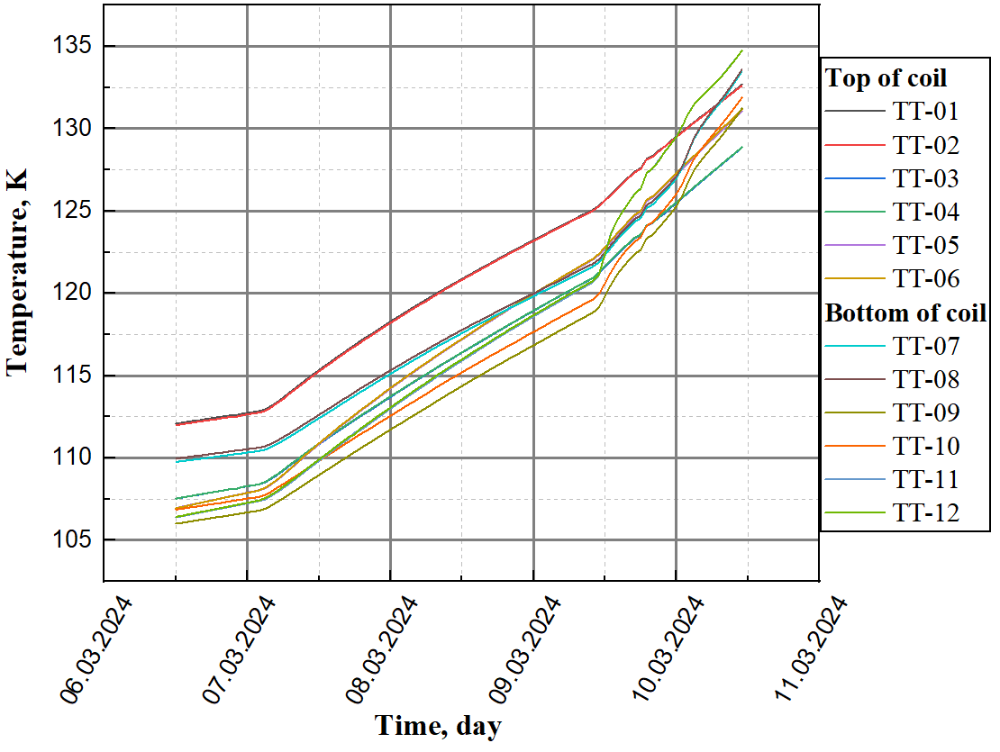 Temperature, K
135
130
125
120
115
110
105
06.03.2024
07.03.2024
08.03.2024
09.03.2024
10.03.2024
11.03.2024
Time, day
Top of coil
TT-01
TT-02
TT-03
TT-04
TT-05
TT-06
Bottom of coil
TT-07
TT-08
TT-09
TT-10
TT-11
TT-12